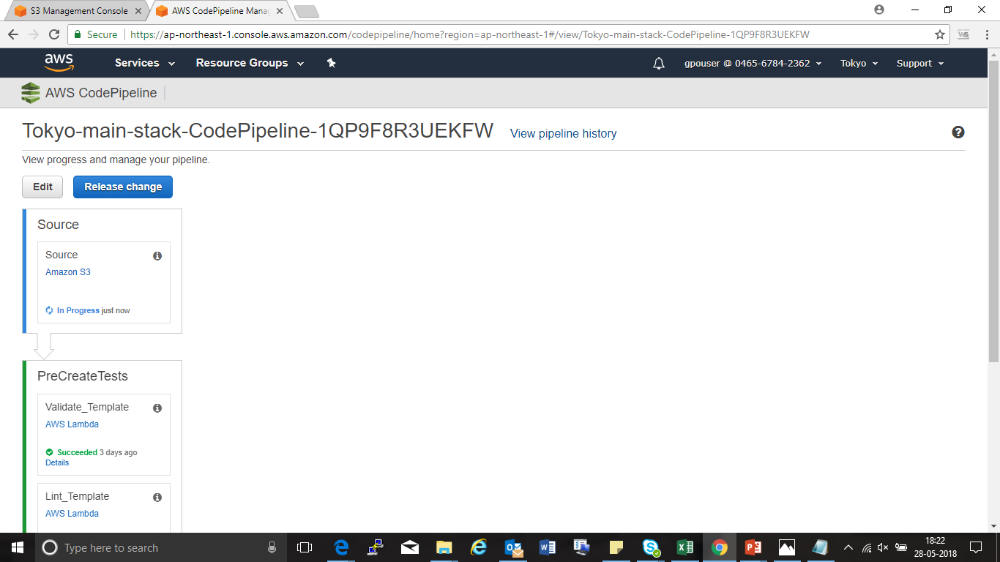 S3 Management Console
AWS CodePipeline Mana
Secure
https://ap-northeast-1.console.aws.amazon.com/codepipeline/home?region=ap-northeast-1#/view/Tokyo-main-stack-CodePipeline-1QP9F8R3UEKFW
aws
Services
Resource Groups
gpouser @ 0465-6784-2362
Tokyo
Support
AWS CodePipeline
Tokyo-main-stack-CodePipeline-1QP9F8R3UEKFW
View pipeline history
View progress and manage your pipeline.
Edit
Release change
Source
Source
Amazon S3
In Progress just now
PreCreateTests
Validate_Template
AWS Lambda
Succeeded 3 days ago
Details
Lint_Template
AWS Lambda
Type here to search
18:22
28-05-2018